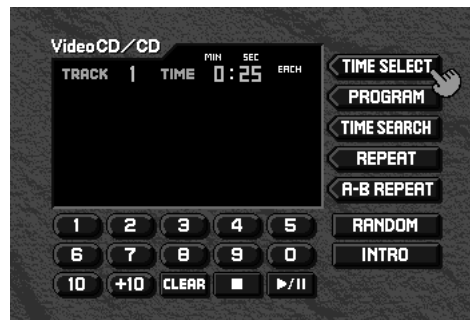 VideoCD/CD
MIN SEC
TRACK 1 TIME 0:25 EACH
TIME SELECT
PROGRAM
TIME SEARCH
REPEAT
A-B REPEAT
1 2 3 4 5 RANDOM
6 7 8 9 0 INTRO
10 +10 CLEAR ■ ▶/II